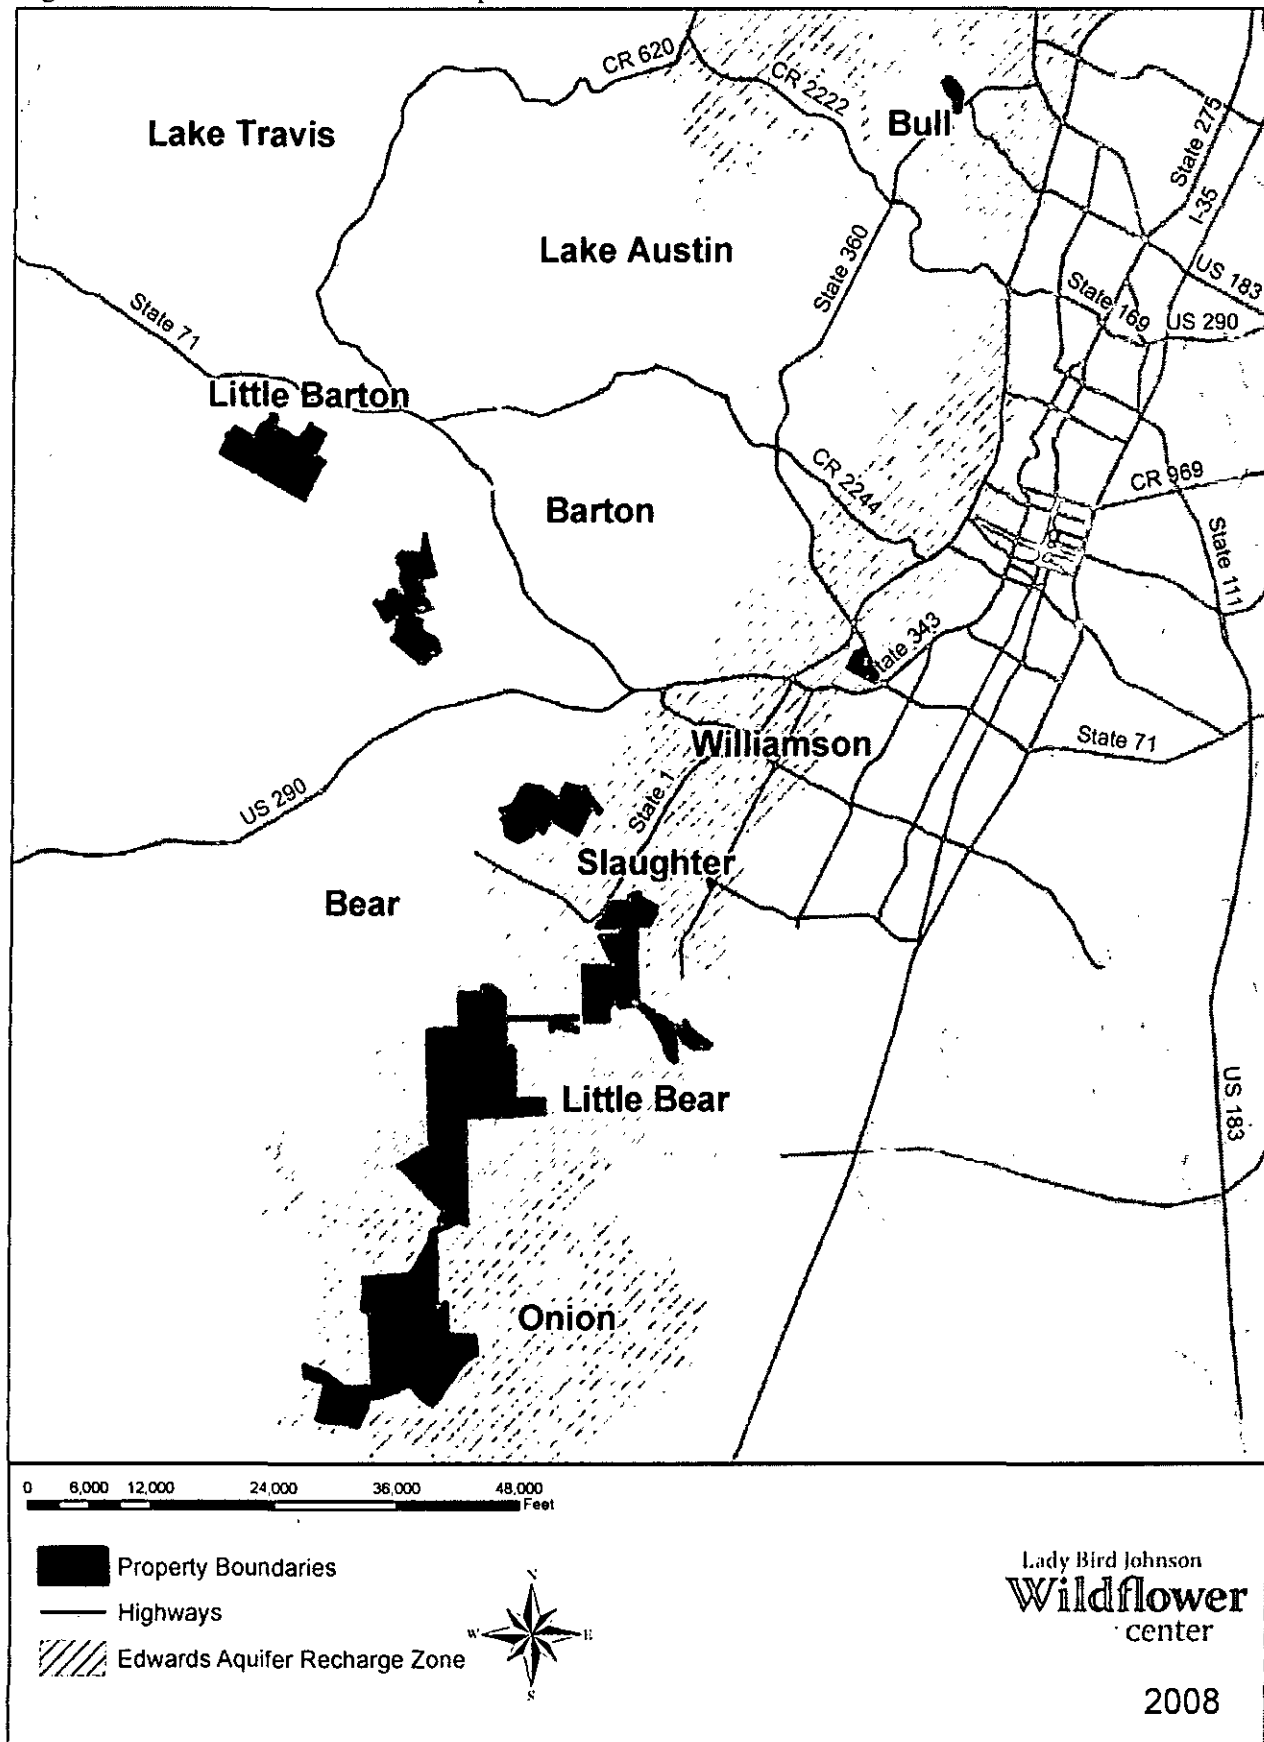 CR 620
CR 2222
Lake Travis
Bull
State 275
I-35
Lake Austin
State 360
US 183
State 169
US 290
State 71
Little Barton
CR 2244
CR 969
Barton
State 111
State 343
Williamson
State 71
US 290
State 1
Slaughter
Bear
Little Bear
US 183
Onion
0 6,000 12,000 24,000 36,000 48,000
Feet
Property Boundaries
Highways
Edwards Aquifer Recharge Zone
N
W E
S
Lady Bird Johnson
Wildflower
center
2008